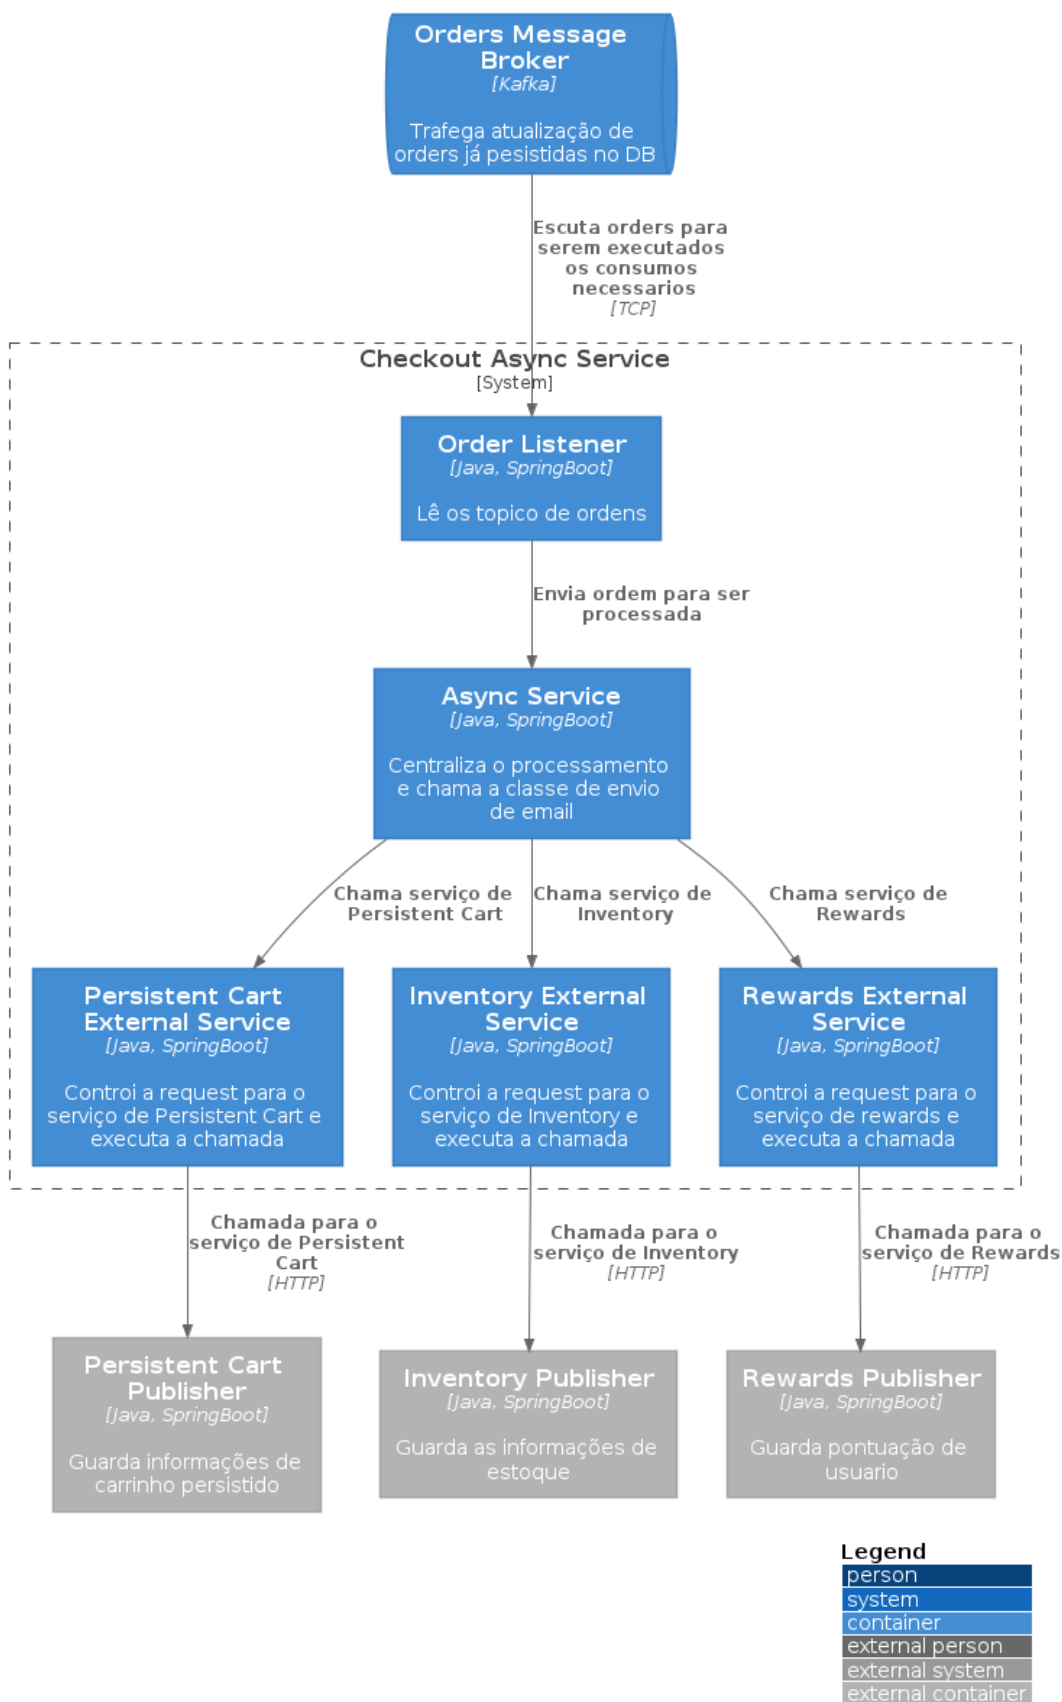 Orders Message
Broker
[Kafka]
Trafega atualização de
orders já pesistidas no DB
Escuta orders para
serem executados
os consumos
necessarios
[TCP]
Checkout Async Service
[System]
Order Listener
[Java, SpringBoot]
Lê os topico de ordens
Envia ordem para ser
processada
Async Service
[Java, SpringBoot]
Centraliza o processamento
e chama a classe de envio
de email
Chama serviço de
Persistent Cart
Chama serviço de
Inventory
Chama serviço de
Rewards
Persistent Cart
External Service
[Java, SpringBoot]
Controi a request para o
serviço de Persistent Cart e
executa a chamada
Inventory External
Service
[Java, SpringBoot]
Controi a request para o
serviço de Inventory e
executa a chamada
Rewards External
Service
[Java, SpringBoot]
Controi a request para o
serviço de rewards e
executa a chamada
Chamada para o
serviço de Persistent
Cart
[HTTP]
Chamada para o
serviço de Inventory
[HTTP]
Chamada para o
serviço de Rewards
[HTTP]
Persistent Cart
Publisher
[Java, SpringBoot]
Guarda informações de
carrinho persistido
Inventory Publisher
[Java, SpringBoot]
Guarda as informações de
estoque
Rewards Publisher
[Java, SpringBoot]
Guarda pontuação de
usuario
Legend
person
system
container
external person
external system
external container